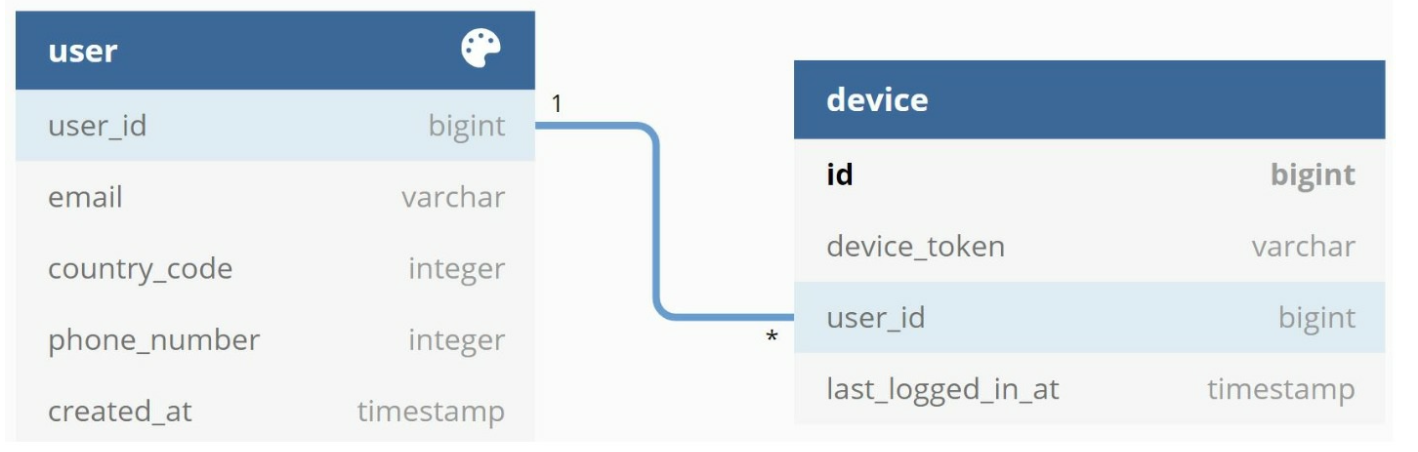 user
user_id bigint
email varchar
country_code integer
phone_number integer
created_at timestamp
1
*
device
id bigint
device_token varchar
user_id bigint
last_logged_in_at timestamp